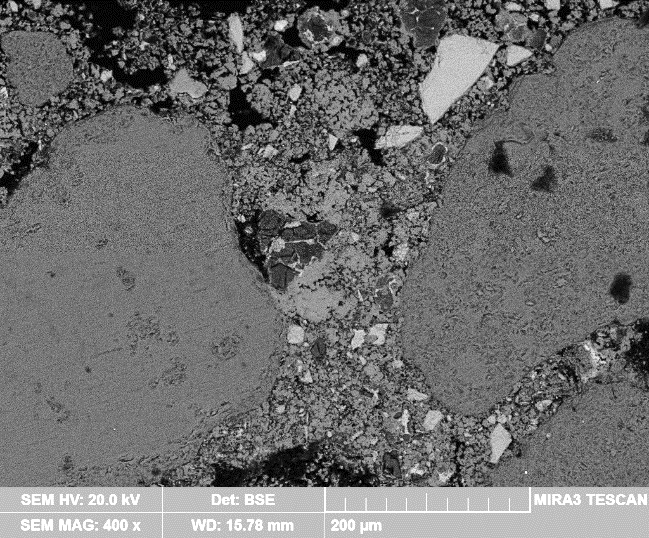 SEM HV: 20.0 kV Det: BSE MIRA3 TESCAN
SEM MAG: 400 x WD: 15.78 mm 200 µm